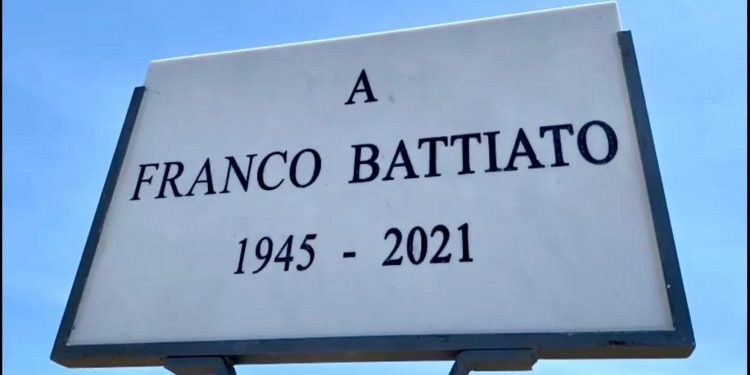 A
FRANCO BATTIATO
1945 - 2021